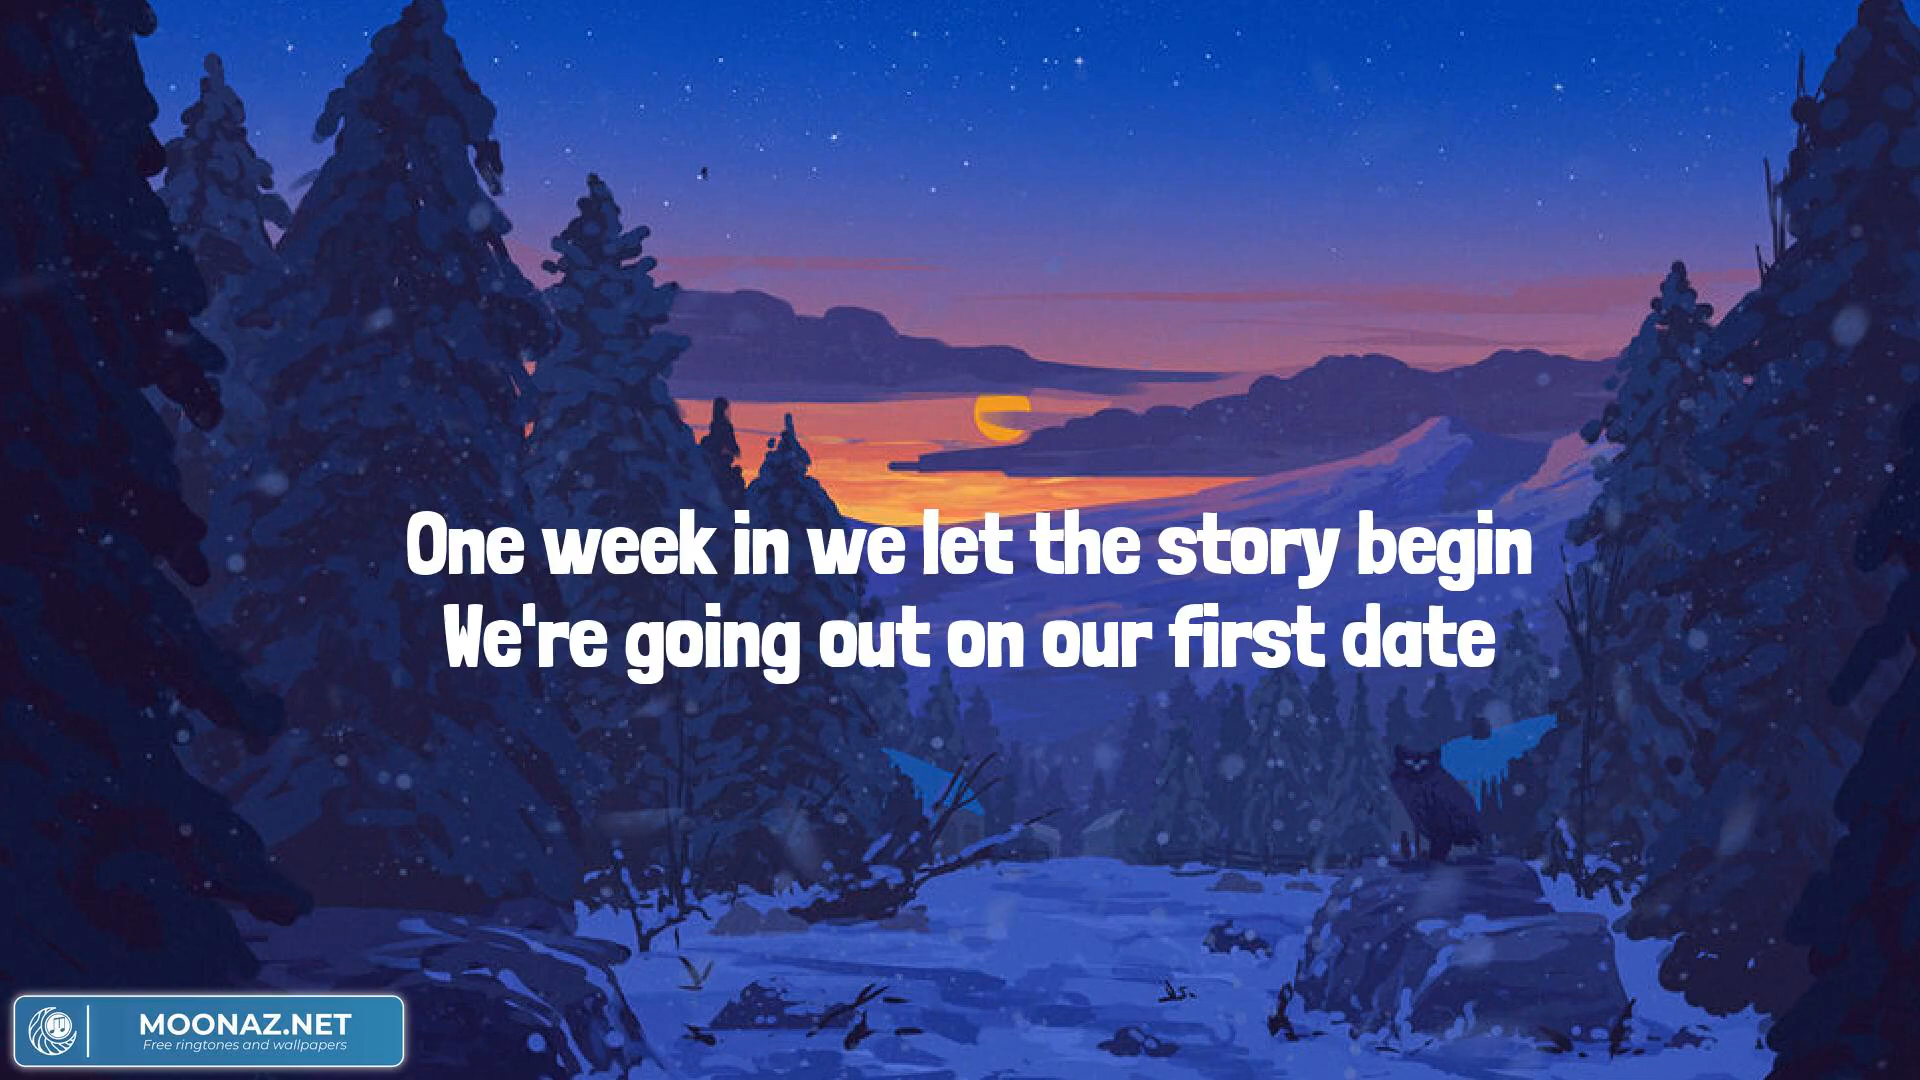 One week in we let the story begin
We're going out on our first date
MOONAZ.NET
Free ringtones and wallpapers